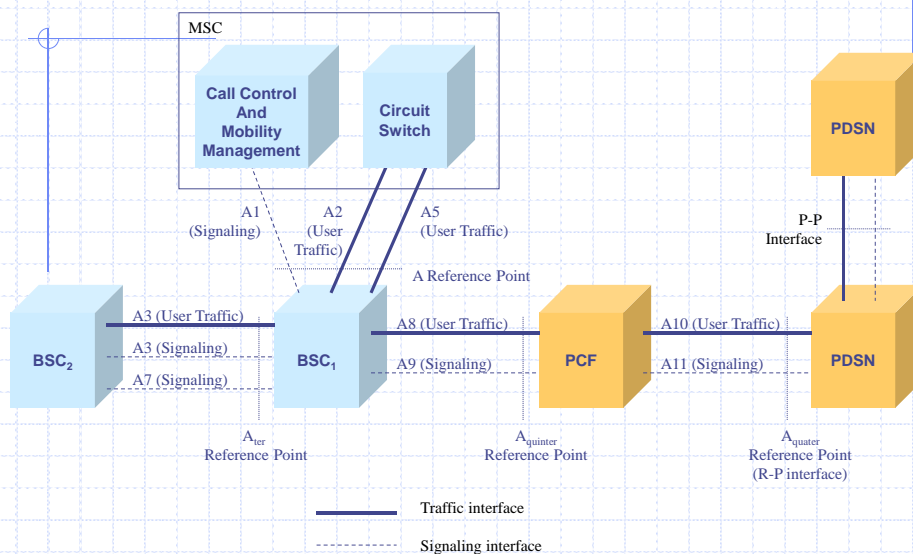 MSC
Call Control
And
Mobility
Management
Circuit
Switch
PDSN
A1
(Signaling)
A2
(User
Traffic)
A5
(User Traffic)
P-P
Interface
A Reference Point
A3 (User Traffic)
A3 (Signaling)
A7 (Signaling)
BSC2
BSC1
A8 (User Traffic)
A9 (Signaling)
PCF
A10 (User Traffic)
A11 (Signaling)
PDSN
Ater
Reference Point
Aquinter
Reference Point
Aquater
Reference Point
(R-P interface)
Traffic interface
Signaling interface